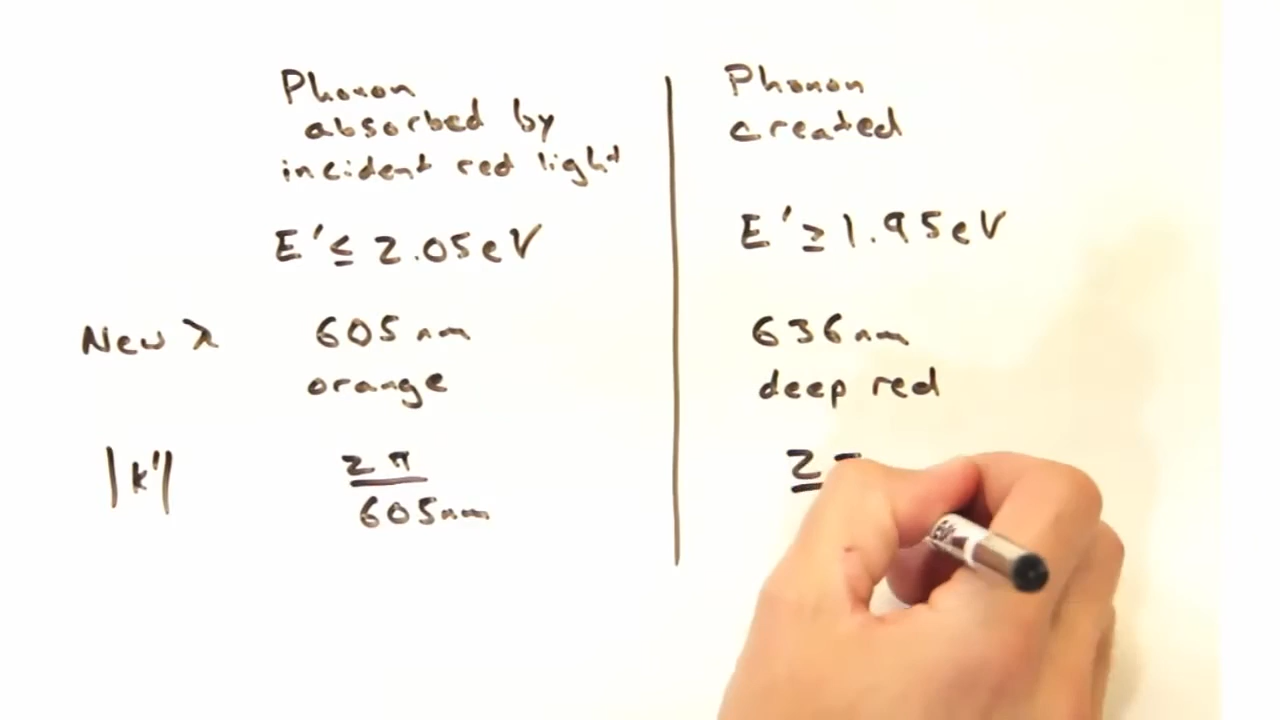 Phonon
absorbed by
incident red light
E' ≤ 2.05eV
New λ 605nm
orange
|k'| 2π
605nm
Phonon
created
E' ≥ 1.95eV
636nm
deep red
2